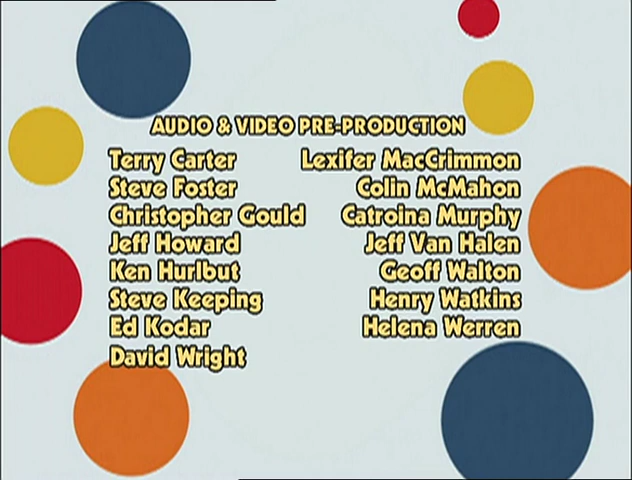 AUDIO & VIDEO PRE-PRODUCTION
Terry Carter Lexifer MacCrimmon
Steve Foster Colin McMahon
Christopher Gould Catroina Murphy
Jeff Howard Jeff Van Halen
Ken Hurlbut Geoff Walton
Steve Keeping Henry Watkins
Ed Kodar Helena Werren
David Wright